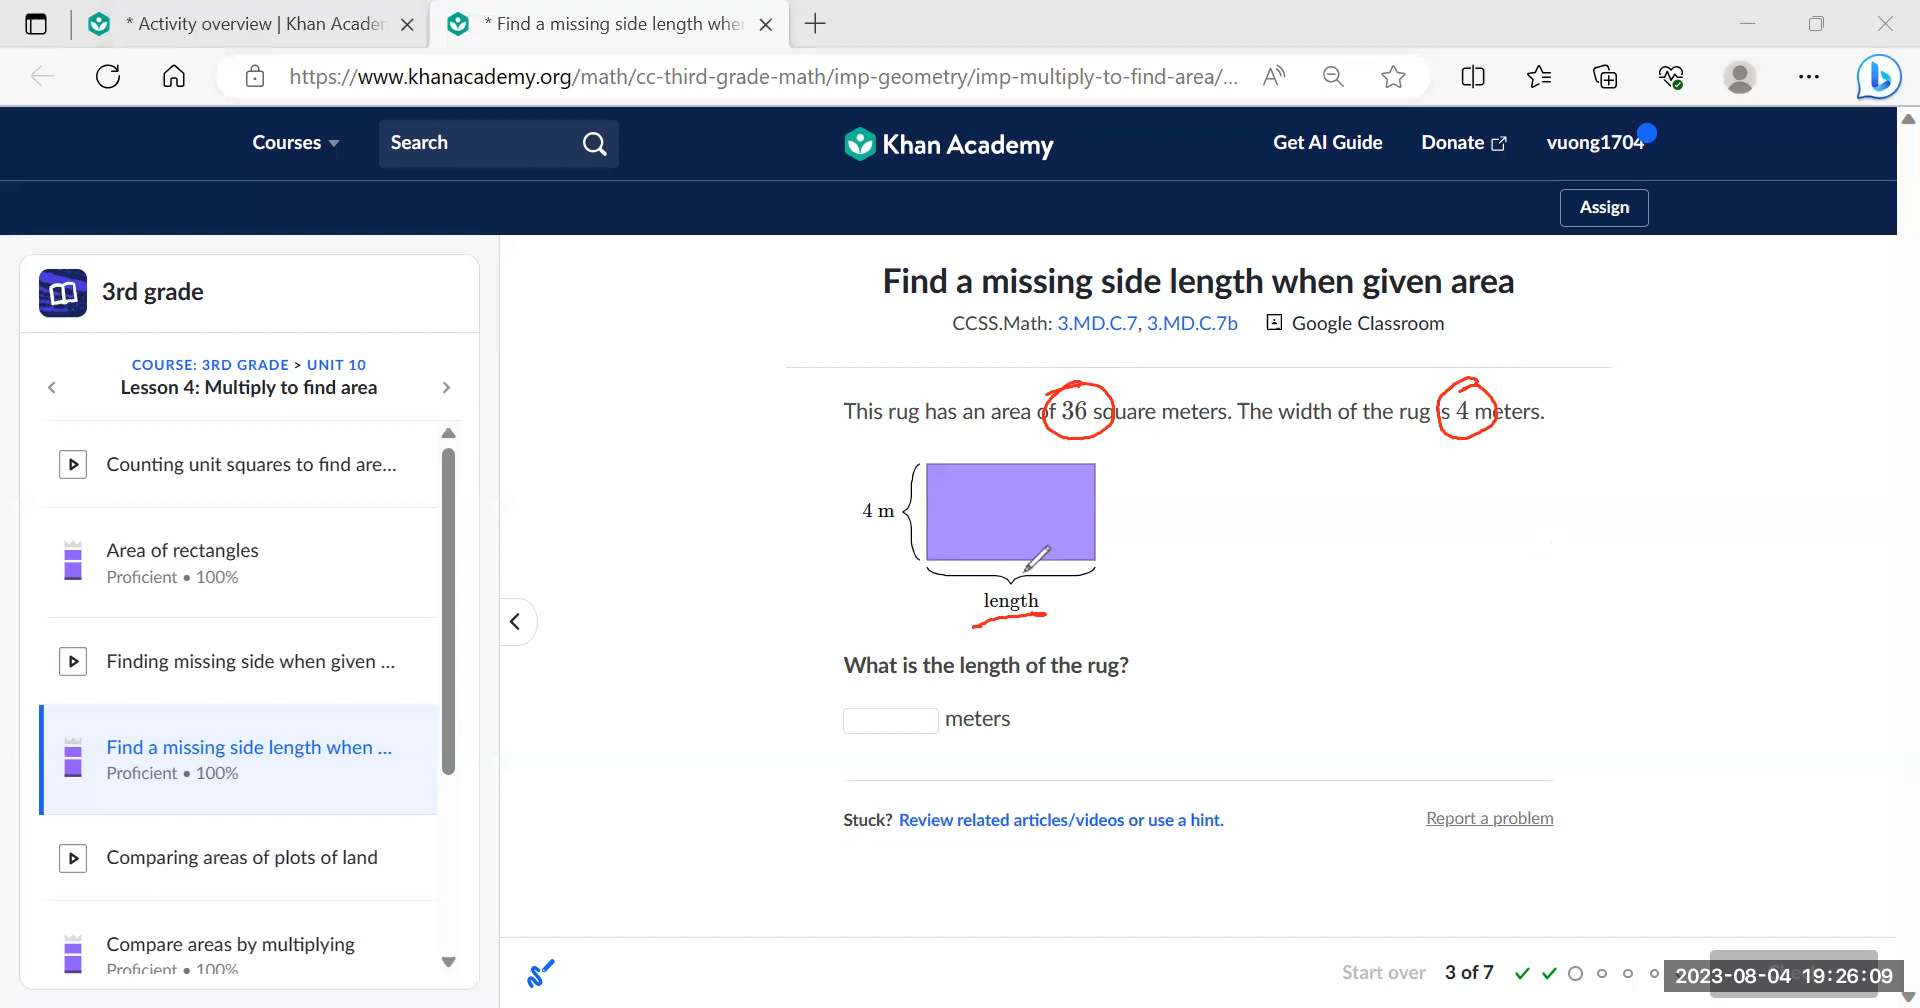 * Activity overview | Khan Acade
* Find a missing side length whe
https://www.khanacademy.org/math/cc-third-grade-math/imp-geometry/imp-multiply-to-find-area/...
Courses
Search
Khan Academy
Get AI Guide
Donate
vuong1704
Assign
3rd grade
COURSE: 3RD GRADE > UNIT 10
Lesson 4: Multiply to find area
Counting unit squares to find are...
Area of rectangles
Proficient • 100%
Finding missing side when given ...
Find a missing side length when ...
Proficient • 100%
Comparing areas of plots of land
Compare areas by multiplying
Proficient • 100%
Find a missing side length when given area
CCSS.Math: 3.MD.C.7, 3.MD.C.7b
Google Classroom
This rug has an area of 36 square meters. The width of the rug is 4 meters.
4 m
length
What is the length of the rug?
meters
Stuck? Review related articles/videos or use a hint.
Report a problem
Start over
3 of 7
2023-08-04 19:26:09